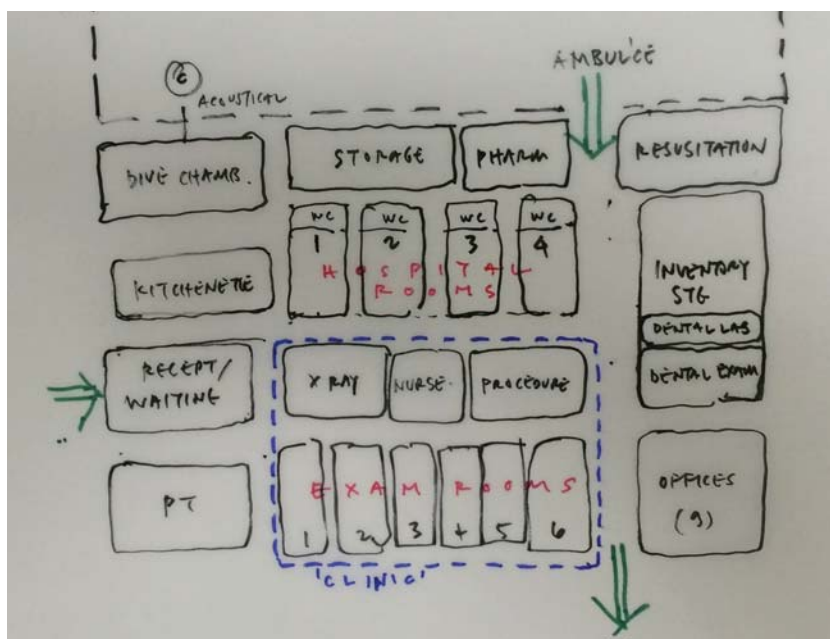 AMBUL'CE
C
ACOUSTICAL
DIVE CHAMB.
STORAGE
PHARM
RESUSITATION
WC
1
WC
2
WC
3
WC
4
HOSPITAL
ROOMS
KITCHENETTE
INVENTORY
STG
DENTAL LAB
DENTAL EXAM
RECEPT/
WAITING
X RAY
NURSE
PROCEDURE
PT
EXAM ROOMS
1 2 3 4 5 6
OFFICES
(9)
'CLINIC'